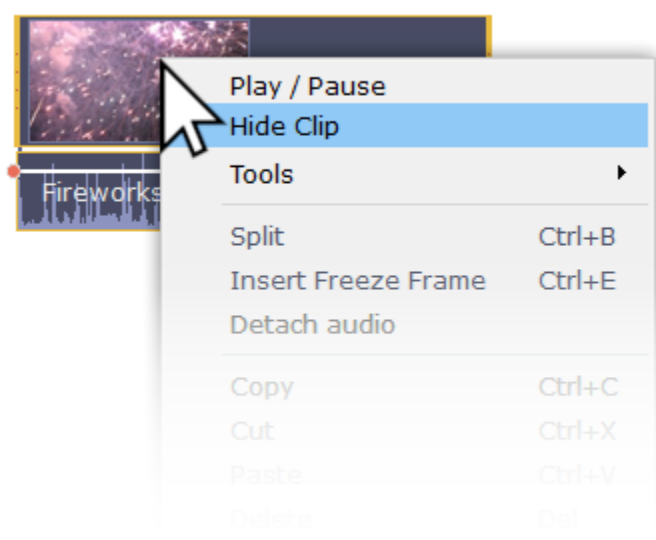 Fireworks
Play / Pause
Hide Clip
Tools
Split Ctrl+B
Insert Freeze Frame Ctrl+E
Detach audio
Copy Ctrl+C
Cut Ctrl+X
Paste Ctrl+V
Delete Del